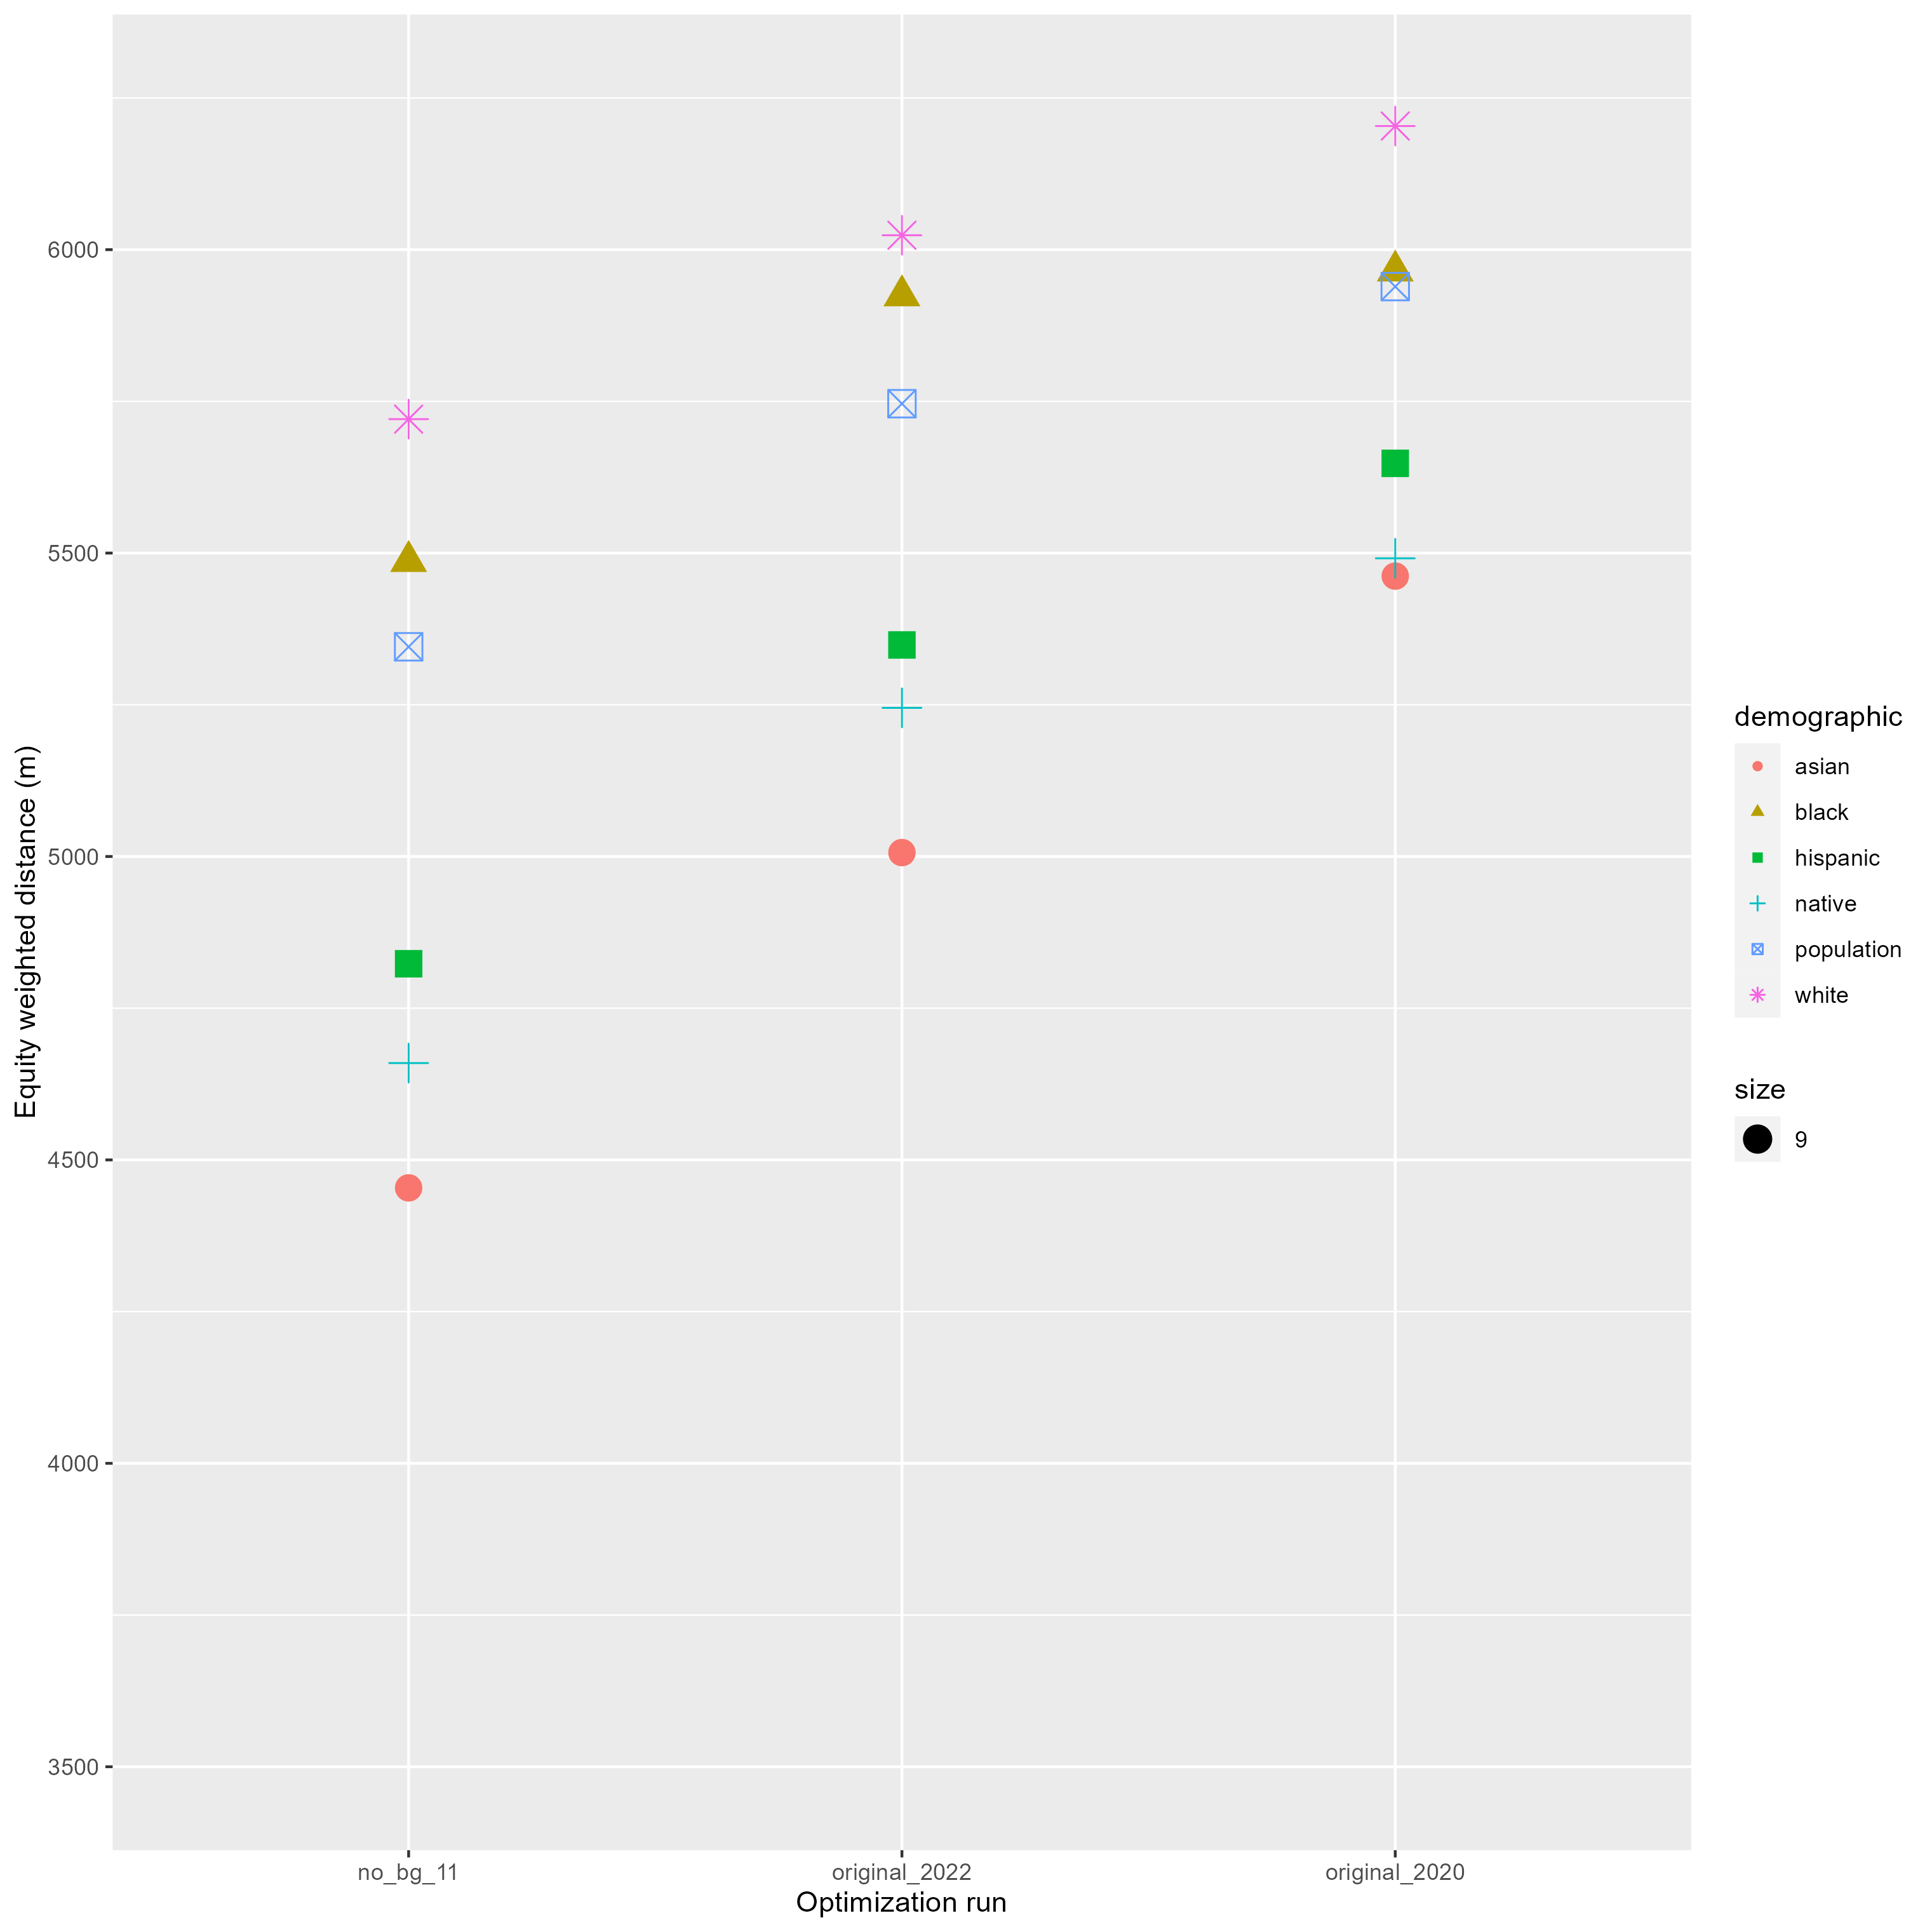 Equity weighted distance (m)
6000
5500
5000
4500
4000
3500
no_bg_11
original_2022
original_2020
Optimization run
demographic
asian
black
hispanic
native
population
white
size
9